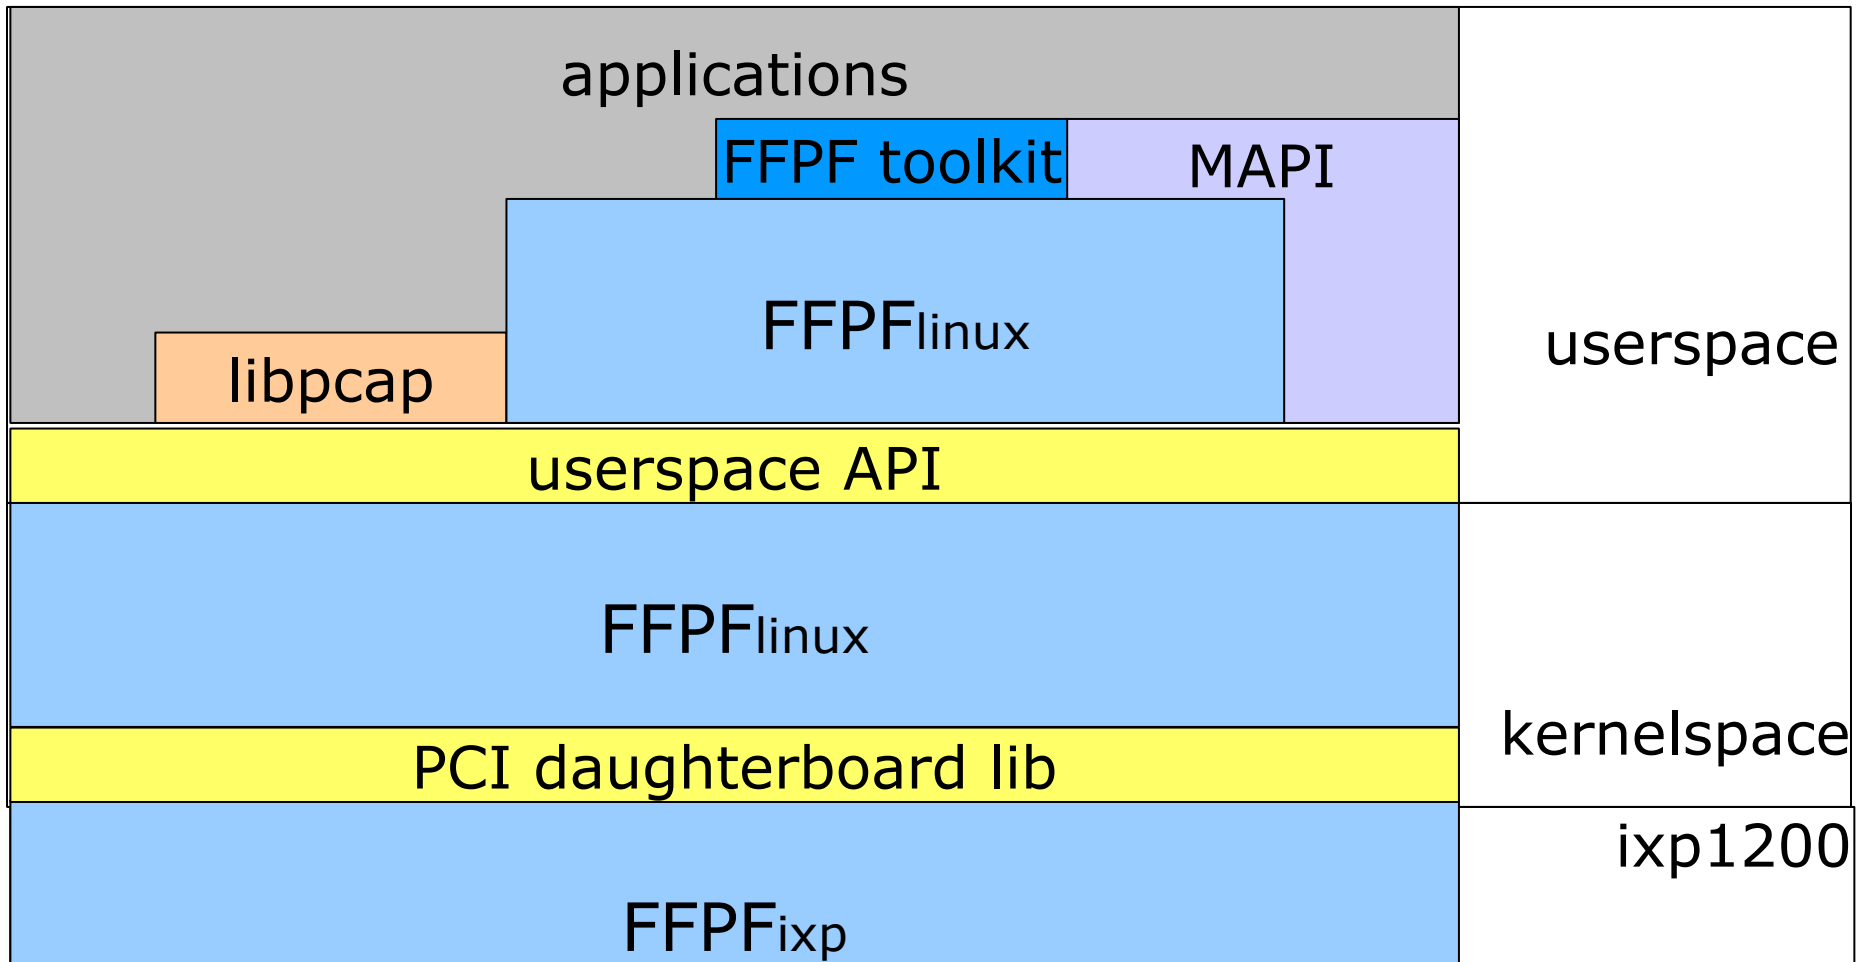 applications
FFPF toolkit
MAPI
FFPFlinux
libpcap
userspace
userspace API
FFPFlinux
kernelspace
PCI daughterboard lib
ixp1200
FFPFixp